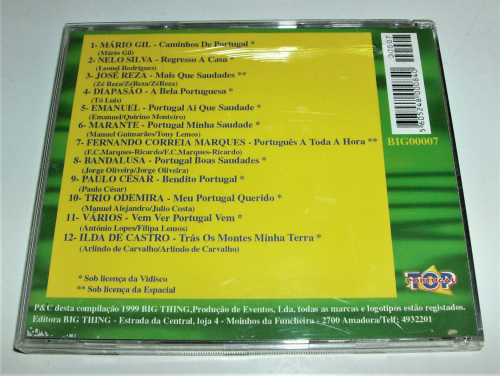 1- MÁRIO GIL - Caminhos De Portugal *
(Mário Gil)
2- NELO SILVA - Regresso A Casa *
(Leonel Rodrigues)
3- JOSÉ REZA - Mais Que Saudades **
(Zé Reza/ZéReza/ZéReza)
4- DIAPASÃO - A Bela Portuguesa *
(Tó Luis)
5- EMANUEL - Portugal Ai Que Saudade *
(Emanuel/Quirino Monteiro)
6- MARANTE - Portugal Minha Saudade *
(Manuel Guimarães/Tony Lemos)
7- FERNANDO CORREIA MARQUES - Português A Toda A Hora **
(F.C.Marques-Ricardo/F.C.Marques-Ricardo)
8- BANDALUSA - Portugal Boas Saudades *
(Jorge Oliveira/Jorge Oliveira)
9- PAULO CÉSAR - Bendito Portugal *
(Paulo César)
10- TRIO ODEMIRA - Meu Portugal Querido *
(Manuel Alejandro/Julio Costa)
11- VÁRIOS - Vem Ver Portugal Vem *
(António Lopes/Filipa Lemos)
12- ILDA DE CASTRO - Trás Os Montes Minha Terra *
(Arlindo de Carvalho/Arlindo de Carvalho)
* Sob licença da Vidisco
** Sob licença da Espacial
00007
BIG00007
TOP
PORTUGAL
P&C desta compilação 1999 BIG THING,Produção de Eventos, Lda, todas as marcas e logotipos estão registados.
Editora BIG THING - Estrada da Central, loja 4 - Moinhos da Funcheira - 2700 Amadora/Telf: 4932201